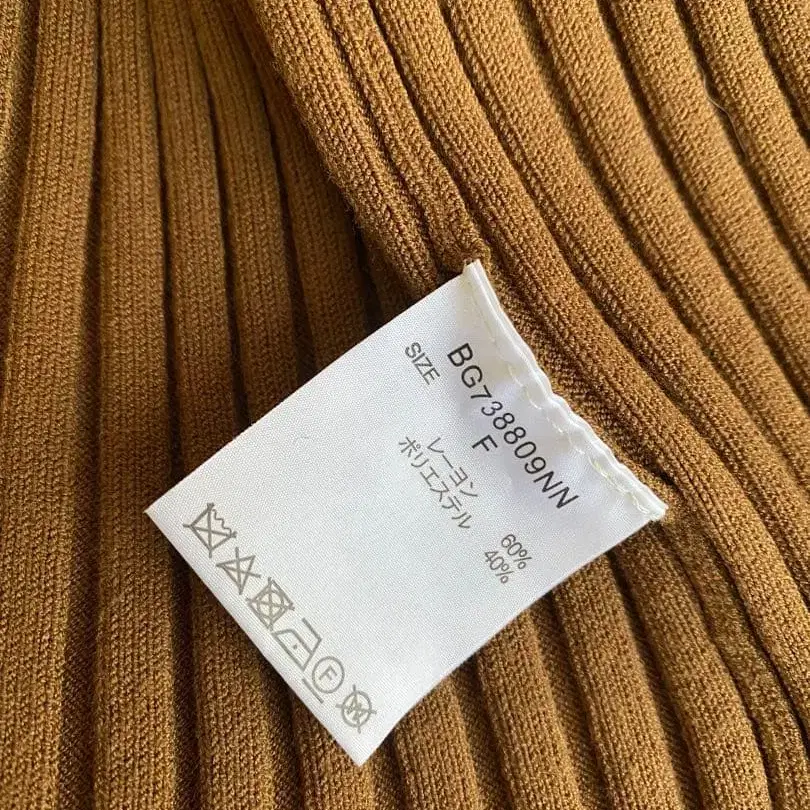 BG738809NN
SIZE F
レーヨン 60%
ポリエステル 40%
F
W